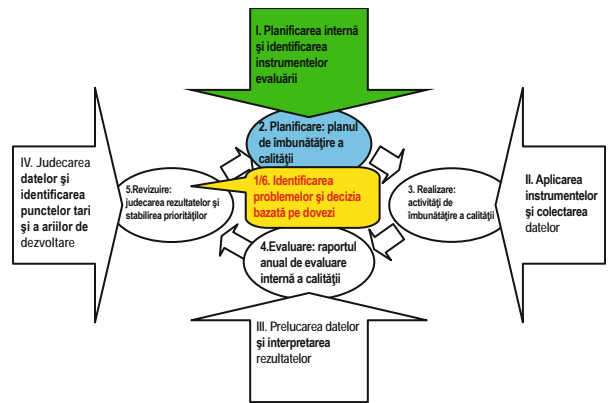 I. Planificarea internă
şi identificarea
instrumentelor
evaluării
2. Planificare: planul
de îmbunătăţire a
calităţii
IV. Judecarea
datelor şi
identificarea
punctelor tari
şi a ariilor de
dezvoltare
5.Revizuire:
judecarea rezultatelor şi
stabilirea priorităţilor
1/6. Identificarea
problemelor şi decizia
bazată pe dovezi
3. Realizare:
activităţi de
îmbunătăţire a calităţii
II. Aplicarea
instrumentelor
şi colectarea
datelor
4.Evaluare: raportul
anual de evaluare
internă a calităţii
III. Prelucarea datelor
şi interpretarea
rezultatelor